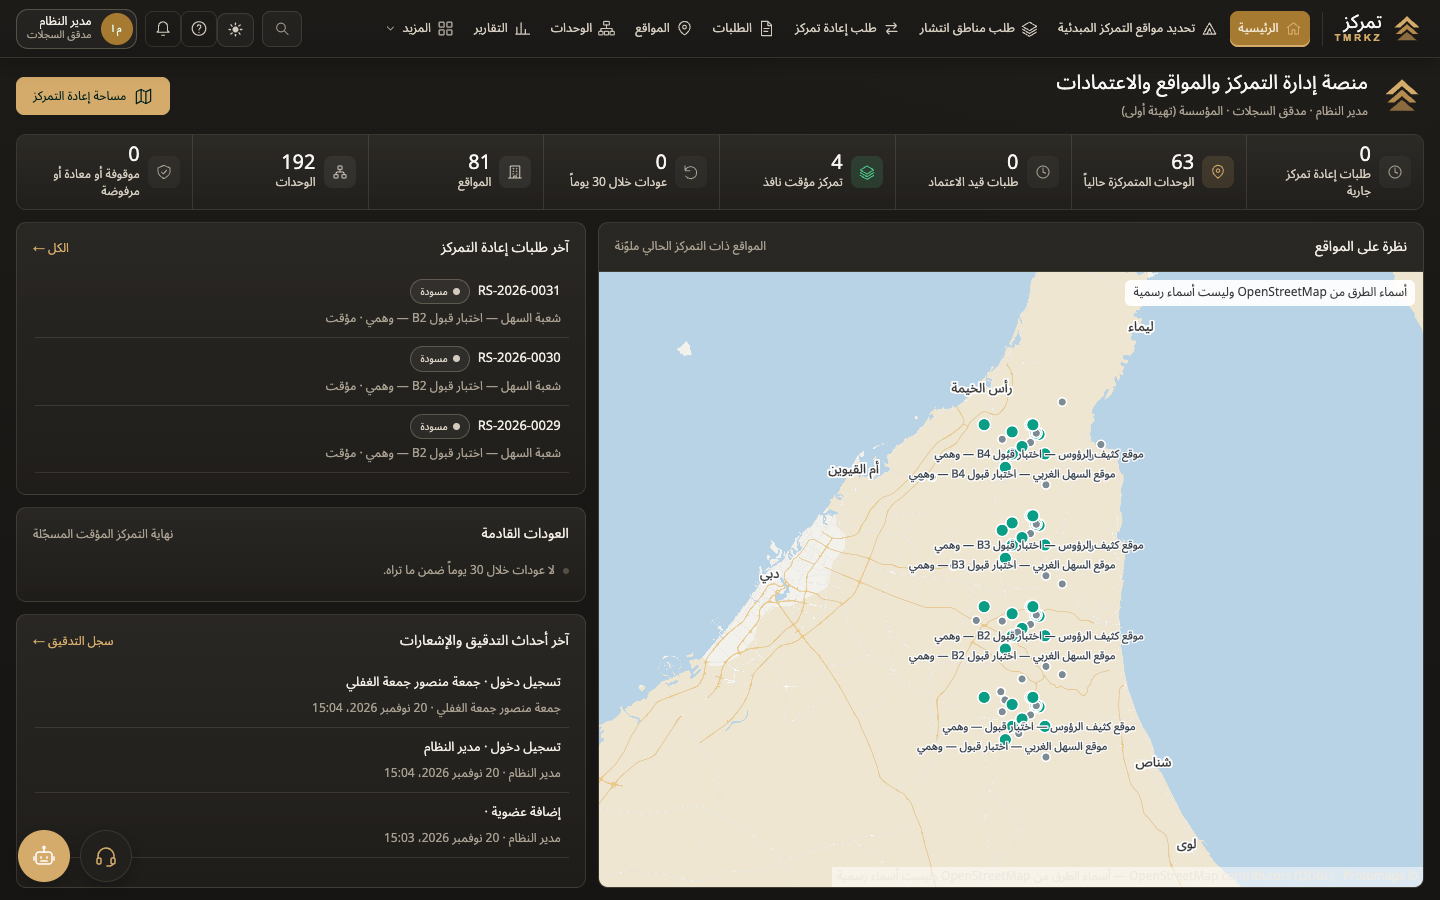 تمركز
TMRKZ
الرئيسية
تحديد مواقع التمركز المبدئية
طلب مناطق انتشار
طلب إعادة تمركز
الطلبات
المواقع
الوحدات
التقارير
المزيد
مدير النظام
مدقق السجلات
م ا
منصة إدارة التمركز والمواقع والاعتمادات
مدير النظام · مدقق السجلات · المؤسسة (تهيئة أولى)
مساحة إعادة التمركز
0
طلبات إعادة تمركز جارية
63
الوحدات المتمركزة حالياً
0
طلبات قيد الاعتماد
4
تمركز مؤقت نافذ
0
عودات خلال 30 يوماً
81
المواقع
192
الوحدات
0
موقوفة أو معادة أو مرفوضة
نظرة على المواقع
المواقع ذات التمركز الحالي ملوّنة
أسماء الطرق من OpenStreetMap وليست أسماء رسمية
ليماء
رأس الخيمة
أم القيوين
دبي
شناص
لوى
موقع كثيف الرؤوس — اختبار قبول B4 — وهمي
موقع السهل الغربي — اختبار قبول B4 — وهمي
موقع كثيف الرؤوس — اختبار قبول B3 — وهمي
موقع السهل الغربي — اختبار قبول B3 — وهمي
موقع كثيف الرؤوس — اختبار قبول B2 — وهمي
موقع السهل الغربي — اختبار قبول B2 — وهمي
موقع كثيف الرؤوس — اختبار قبول — وهمي
موقع السهل الغربي — اختبار قبول — وهمي
OpenStreetMap — أسماء الطرق من OpenStreetMap وليست أسماء رسمية
آخر طلبات إعادة التمركز
الكل ←
RS-2026-0031
مسودة
شعبة السهل — اختبار قبول B2 — وهمي · مؤقت
RS-2026-0030
مسودة
شعبة السهل — اختبار قبول B2 — وهمي · مؤقت
RS-2026-0029
مسودة
شعبة السهل — اختبار قبول B2 — وهمي · مؤقت
العودات القادمة
نهاية التمركز المؤقت المسجّلة
لا عودات خلال 30 يوماً ضمن ما تراه.
آخر أحداث التدقيق والإشعارات
سجل التدقيق ←
تسجيل دخول · جمعة منصور جمعة الغفلي
جمعة منصور جمعة الغفلي · 20 نوفمبر 2026، 15:04
تسجيل دخول · مدير النظام
مدير النظام · 20 نوفمبر 2026، 15:04
إضافة عضوية ·
مدير النظام · 20 نوفمبر 2026، 15:03